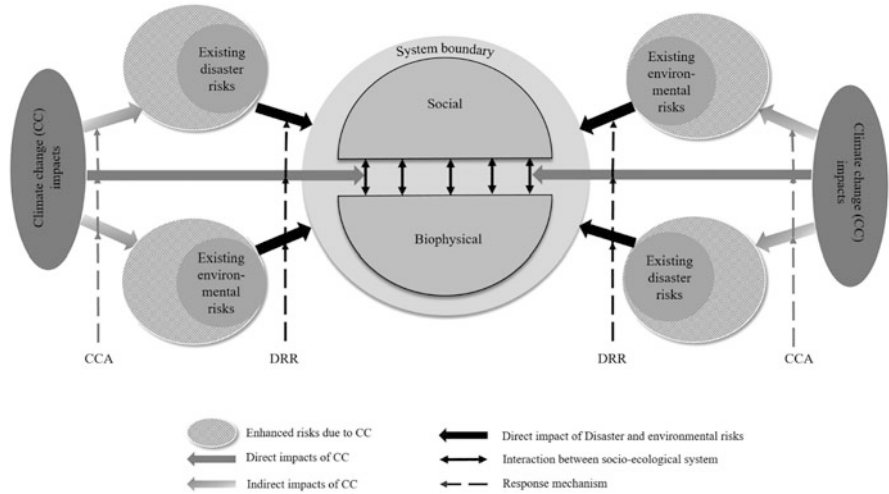 Existing
disaster
risks
System boundary
Existing
environ-
mental
risks
Social
Climate change (CC)
impacts
Climate change (CC)
impacts
Biophysical
Existing
environ-
mental risks
Existing
disaster
risks
CCA
DRR
DRR
CCA
Enhanced risks due to CC
Direct impacts of CC
Indirect impacts of CC
Direct impact of Disaster and environmental risks
Interaction between socio-ecological system
Response mechanism